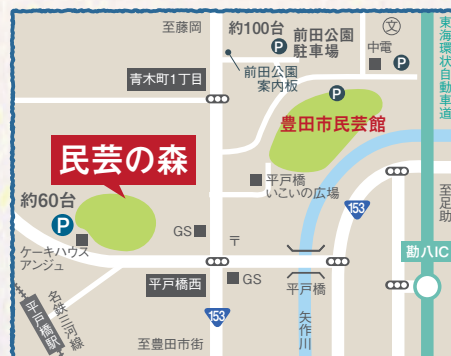 至藤岡
約100台
P
前田公園
駐車場
文
中電
P
東海環状自動車道
前田公園
案内板
青木町1丁目
P
豊田市民芸館
民芸の森
平戸橋
いこいの広場
至足助
約60台
P
153
GS
〒
ケーキハウス
アンジュ
勘八IC
平戸橋西
GS
平戸橋
名鉄三河線
平戸橋駅
153
矢作川
至豊田市街